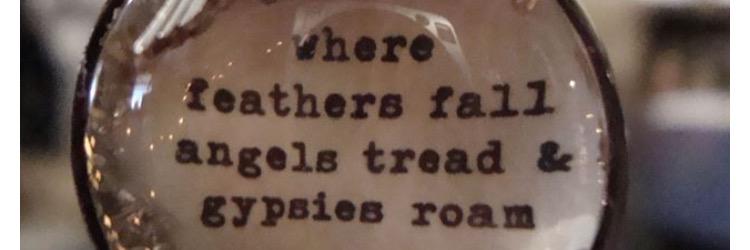 where
feathers fall
angels tread &
gypsies roam